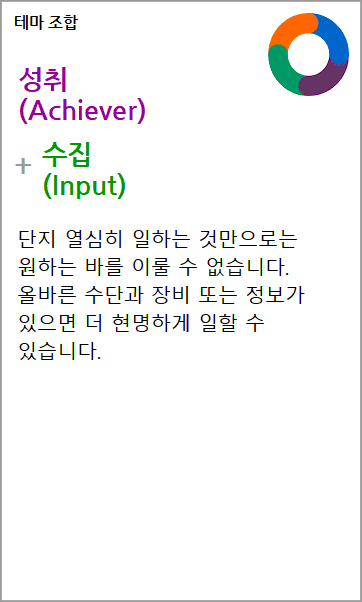 테마 조합
성취
(Achiever)
+ 수집
(Input)
단지 열심히 일하는 것만으로는
원하는 바를 이룰 수 없습니다.
올바른 수단과 장비 또는 정보가
있으면 더 현명하게 일할 수
있습니다.